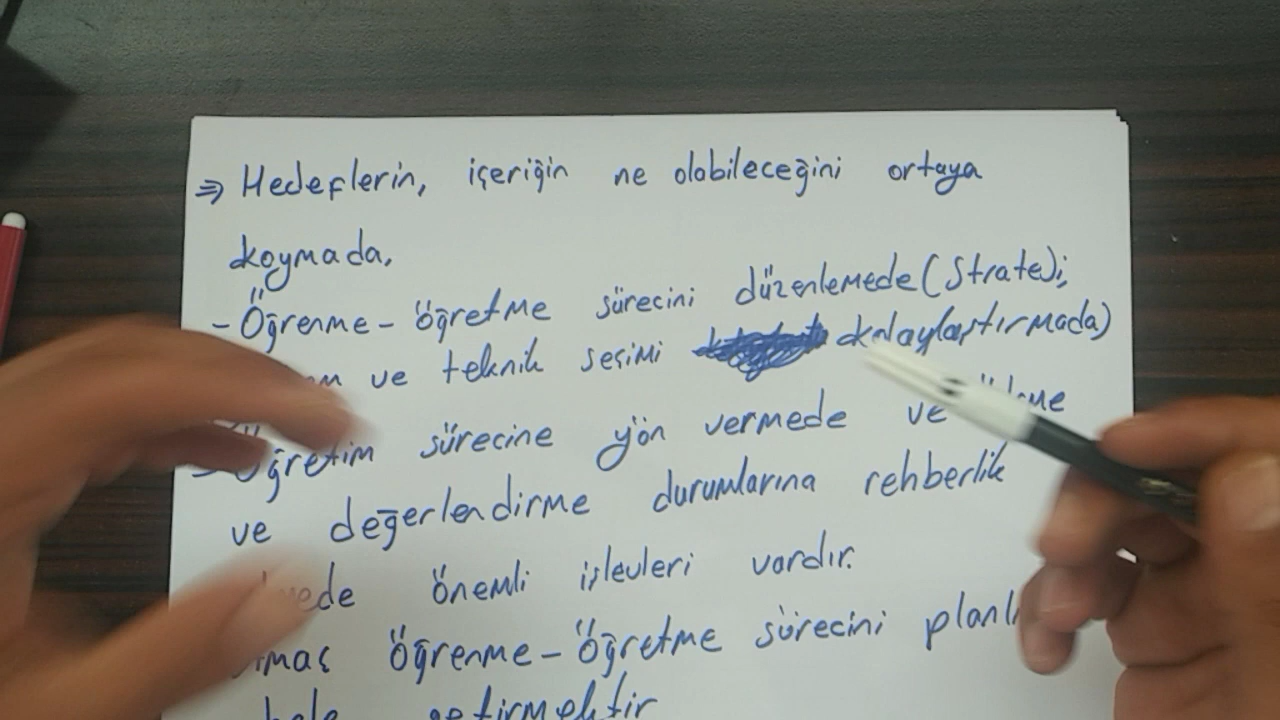 ⇒ Hedeflerin, içeriğin ne olabileceğini ortaya
koymada,
- Öğrenme - öğretme sürecini düzenlemede (Strateji,
ve teknik seçimi kolaylaştırmada)
- Öğretim sürecine yön vermede ve
ve değerlendirme durumlarına rehberlik
önemli işlevleri vardır.
Öğrenme - Öğretme sürecini
getirmektir